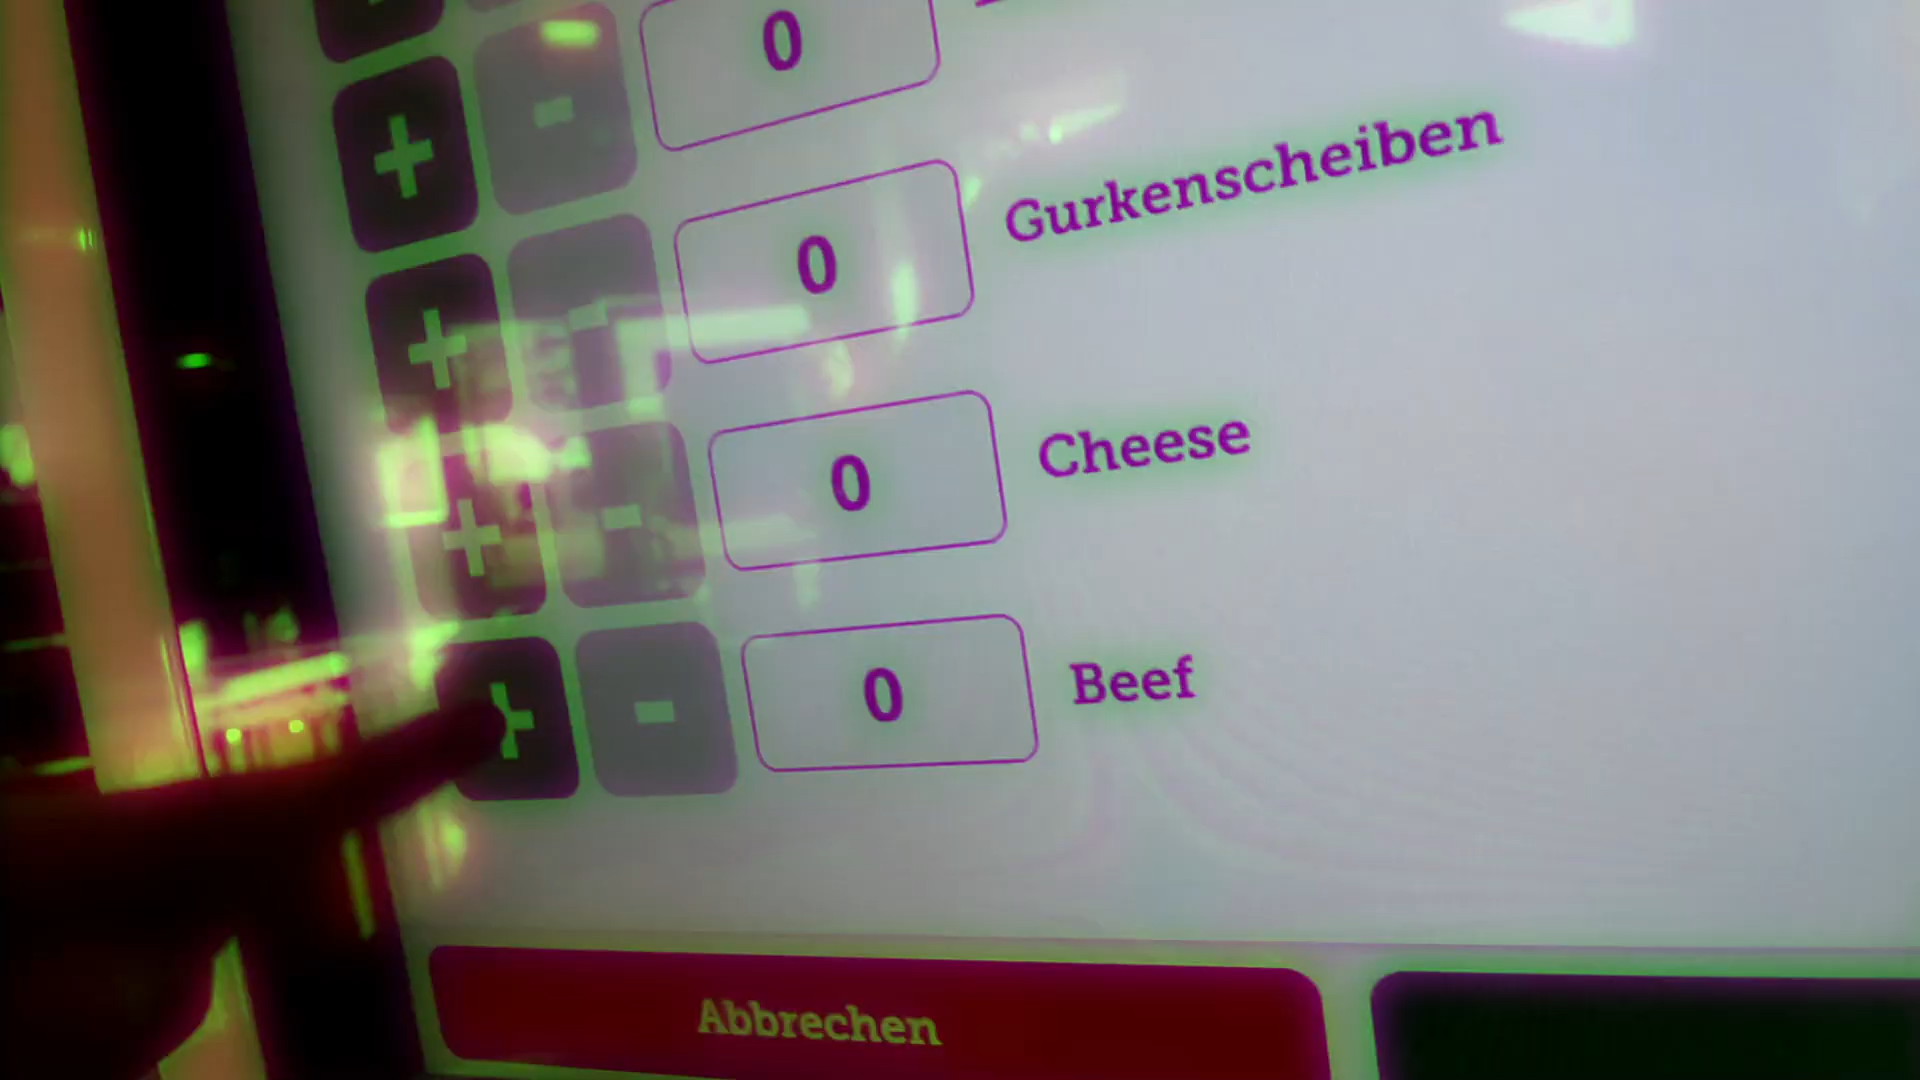 + - 0
+ - 0 Gurkenscheiben
+ - 0 Cheese
+ - 0 Beef
Abbrechen